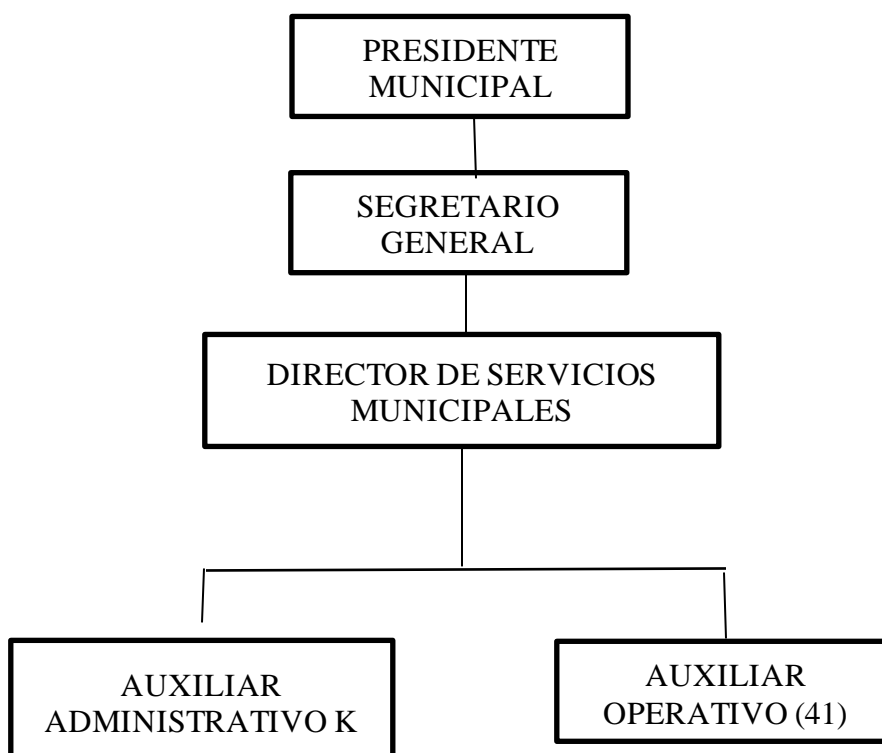 PRESIDENTE
MUNICIPAL
SEGRETARIO
GENERAL
DIRECTOR DE SERVICIOS
MUNICIPALES
AUXILIAR
ADMINISTRATIVO K
AUXILIAR
OPERATIVO (41)